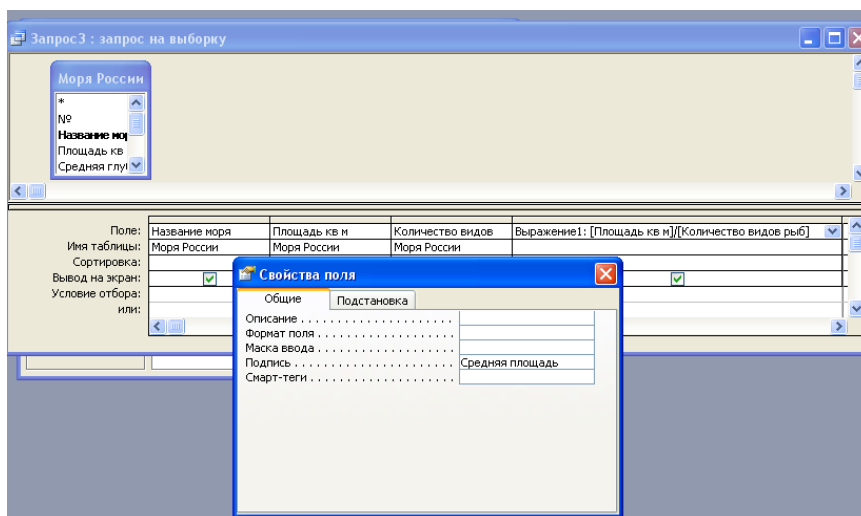 Запрос3 : запрос на выборку
Моря России
*
№
Название мор
Площадь кв
Средняя глу
Поле: Название моря Площадь кв м Количество видов Выражение1: [Площадь кв м]/[Количество видов рыб]
Имя таблицы: Моря России Моря России Моря России
Сортировка:
Вывод на экран:
Условие отбора:
или:
Свойства поля
Общие Подстановка
Описание
Формат поля
Маска ввода
Подпись Средняя площадь
Смарт-теги